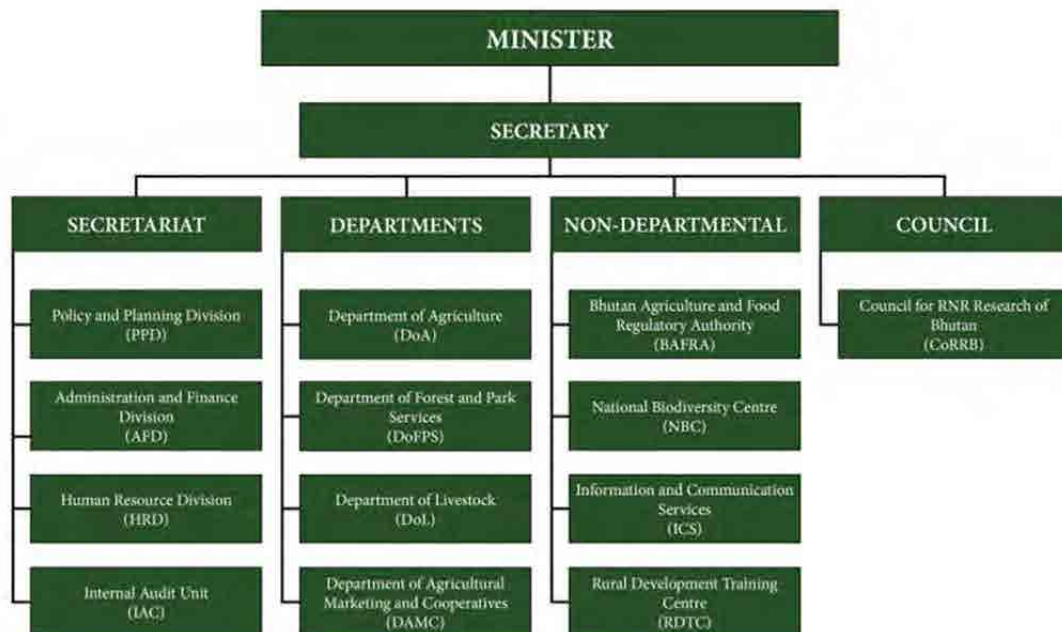 MINISTER
SECRETARY
SECRETARIAT
DEPARTMENTS
NON-DEPARTMENTAL
COUNCIL
Policy and Planning Division
(PPD)
Administration and Finance
Division
(AFD)
Human Resource Division
(HRD)
Internal Audit Unit
(IAC)
Department of Agriculture
(DoA)
Department of Forest and Park
Services
(DoFPS)
Department of Livestock
(DoL)
Department of Agricultural
Marketing and Cooperatives
(DAMC)
Bhutan Agriculture and Food
Regulatory Authority
(BAFRA)
National Biodiversity Centre
(NBC)
Information and Communication
Services
(ICS)
Rural Development Training
Centre
(RDTC)
Council for RNR Research of
Bhutan
(CoRRB)